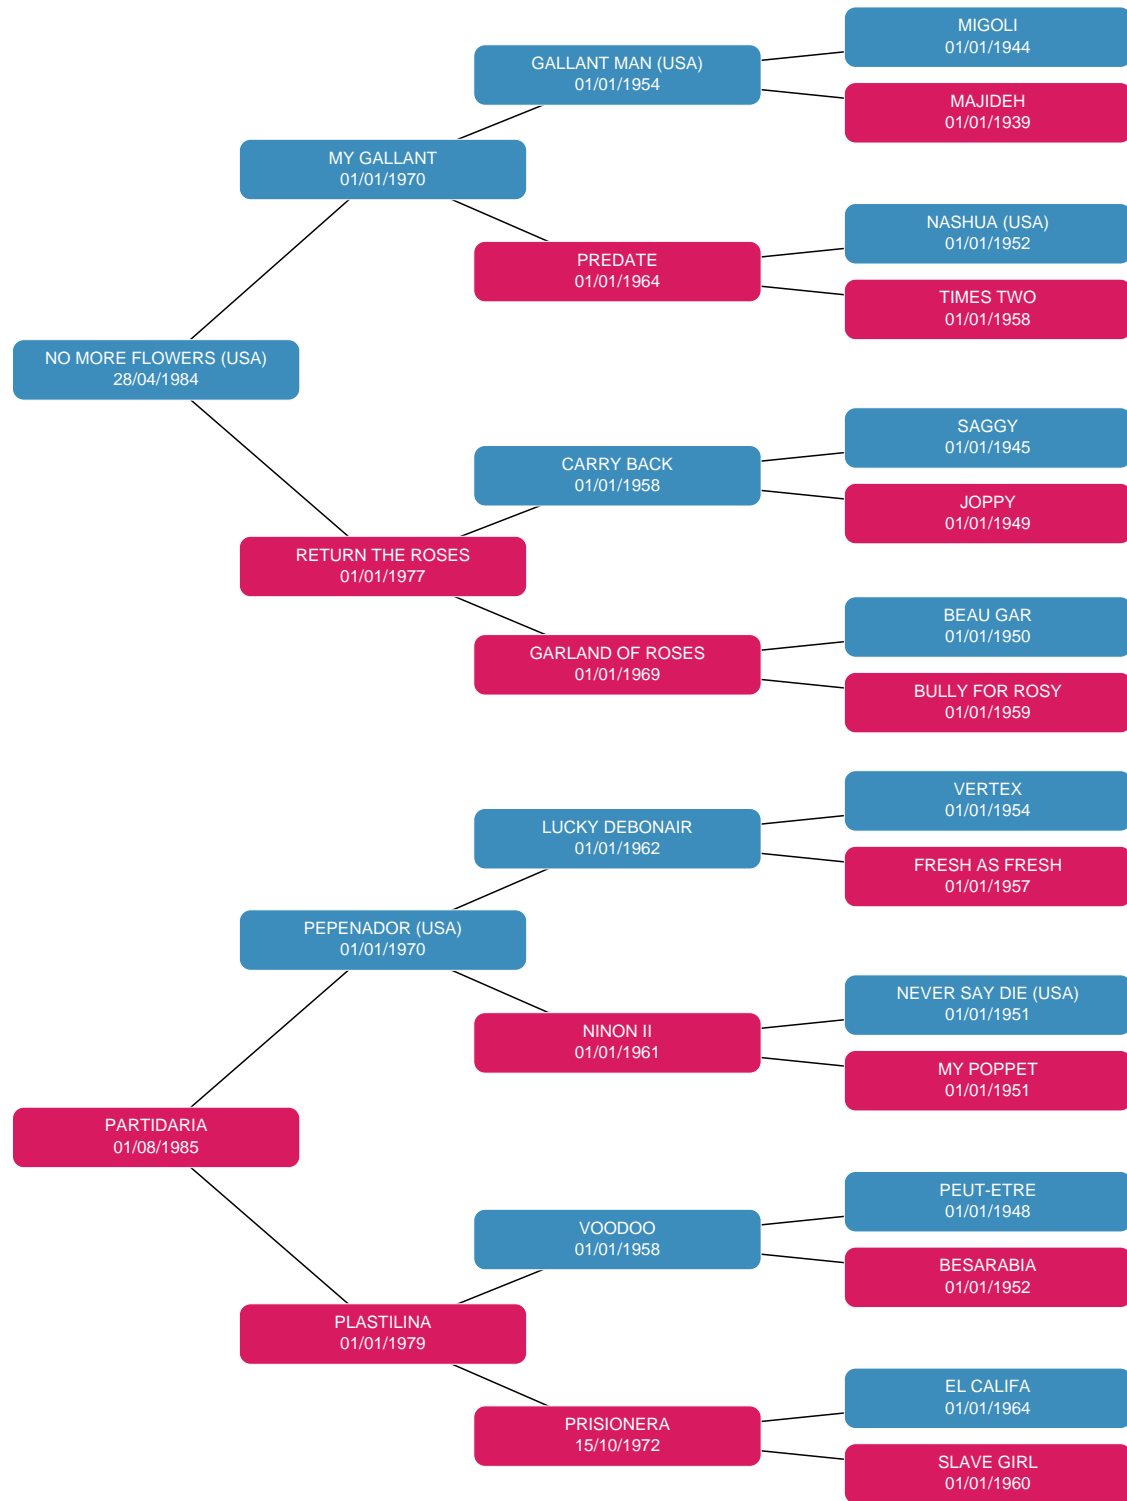 MIGOLI
01/01/1944
GALLANT MAN (USA)
01/01/1954
MAJIDEH
01/01/1939
MY GALLANT
01/01/1970
NASHUA (USA)
01/01/1952
PREDATE
01/01/1964
TIMES TWO
01/01/1958
NO MORE FLOWERS (USA)
28/04/1984
SAGGY
01/01/1945
CARRY BACK
01/01/1958
JOPPY
01/01/1949
RETURN THE ROSES
01/01/1977
BEAU GAR
01/01/1950
GARLAND OF ROSES
01/01/1969
BULLY FOR ROSY
01/01/1959
VERTEX
01/01/1954
LUCKY DEBONAIR
01/01/1962
FRESH AS FRESH
01/01/1957
PEPENADOR (USA)
01/01/1970
NEVER SAY DIE (USA)
01/01/1951
NINON II
01/01/1961
MY POPPET
01/01/1951
PARTIDARIA
01/08/1985
PEUT-ETRE
01/01/1948
VOODOO
01/01/1958
BESARABIA
01/01/1952
PLASTILINA
01/01/1979
EL CALIFA
01/01/1964
PRISIONERA
15/10/1972
SLAVE GIRL
01/01/1960